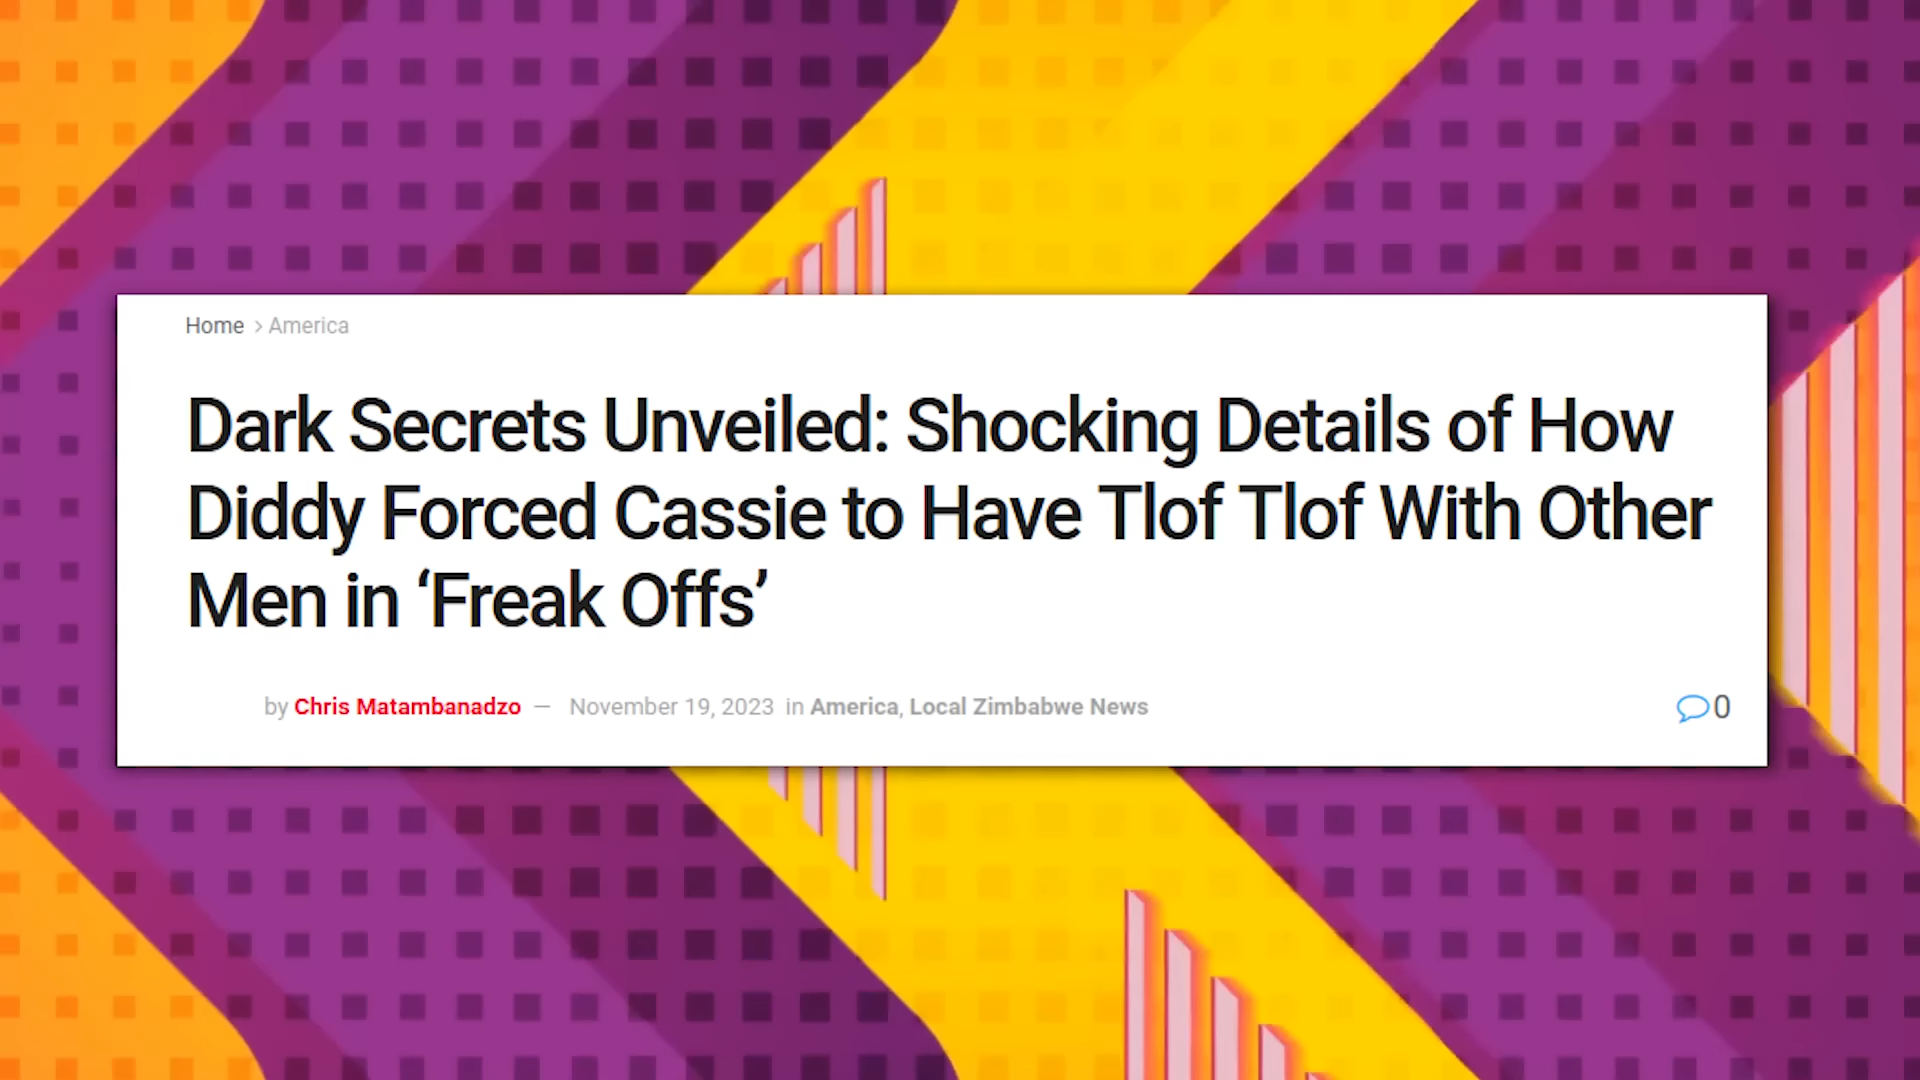 Home > America
Dark Secrets Unveiled: Shocking Details of How
Diddy Forced Cassie to Have Tlof Tlof With Other
Men in ‘Freak Offs’
by Chris Matambanadzo — November 19, 2023 in America, Local Zimbabwe News
0